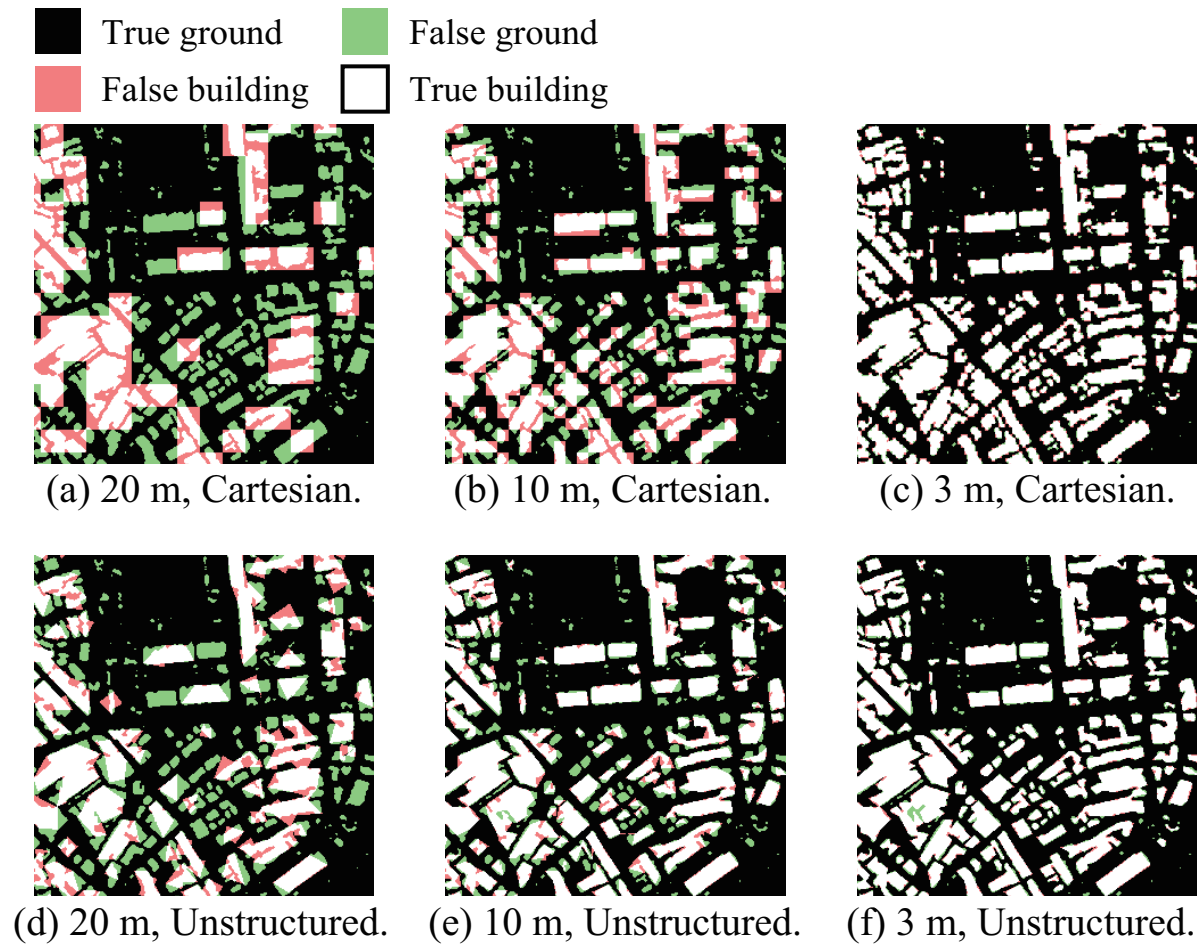 True ground
False ground
False building
True building
(a) 20 m, Cartesian.
(b) 10 m, Cartesian.
(c) 3 m, Cartesian.
(d) 20 m, Unstructured.
(e) 10 m, Unstructured.
(f) 3 m, Unstructured.